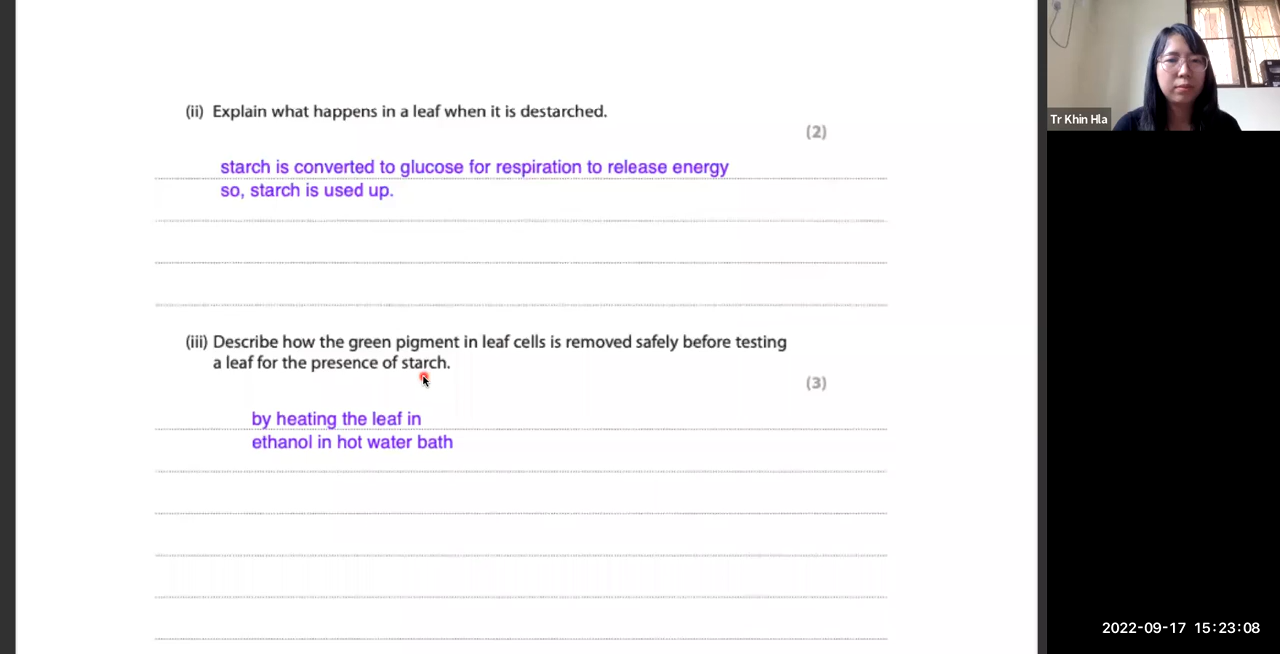 (ii) Explain what happens in a leaf when it is destarched.
(2)
starch is converted to glucose for respiration to release energy
so, starch is used up.
(iii) Describe how the green pigment in leaf cells is removed safely before testing
a leaf for the presence of starch.
(3)
by heating the leaf in
ethanol in hot water bath
Tr Khin Hla
2022-09-17 15:23:08